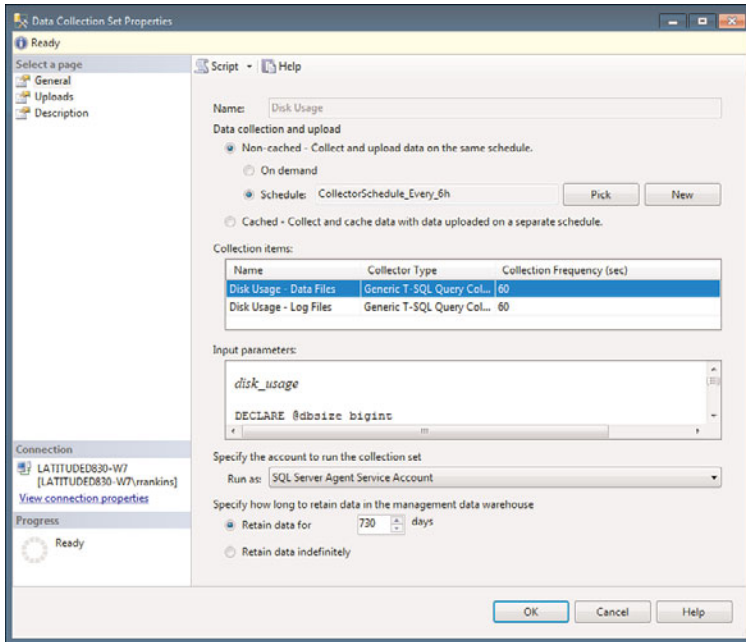 Data Collection Set Properties
Ready
Select a page
General
Uploads
Description
Script Help
Name: Disk Usage
Data collection and upload
Non-cached - Collect and upload data on the same schedule.
On demand
Schedule: CollectorSchedule_Every_6h Pick New
Cached - Collect and cache data with data uploaded on a separate schedule.
Collection items:
Name Collector Type Collection Frequency (sec)
Disk Usage - Data Files Generic T-SQL Query Col... 60
Disk Usage - Log Files Generic T-SQL Query Col... 60
Input parameters:
disk_usage
DECLARE @dbsize bigint
Connection
LATITUDED830-W7
[LATITUDED830-W7\rrankins]
View connection properties
Progress
Ready
Specify the account to run the collection set
Run as: SQL Server Agent Service Account
Specify how long to retain data in the management data warehouse
Retain data for 730 days
Retain data indefinitely
OK Cancel Help